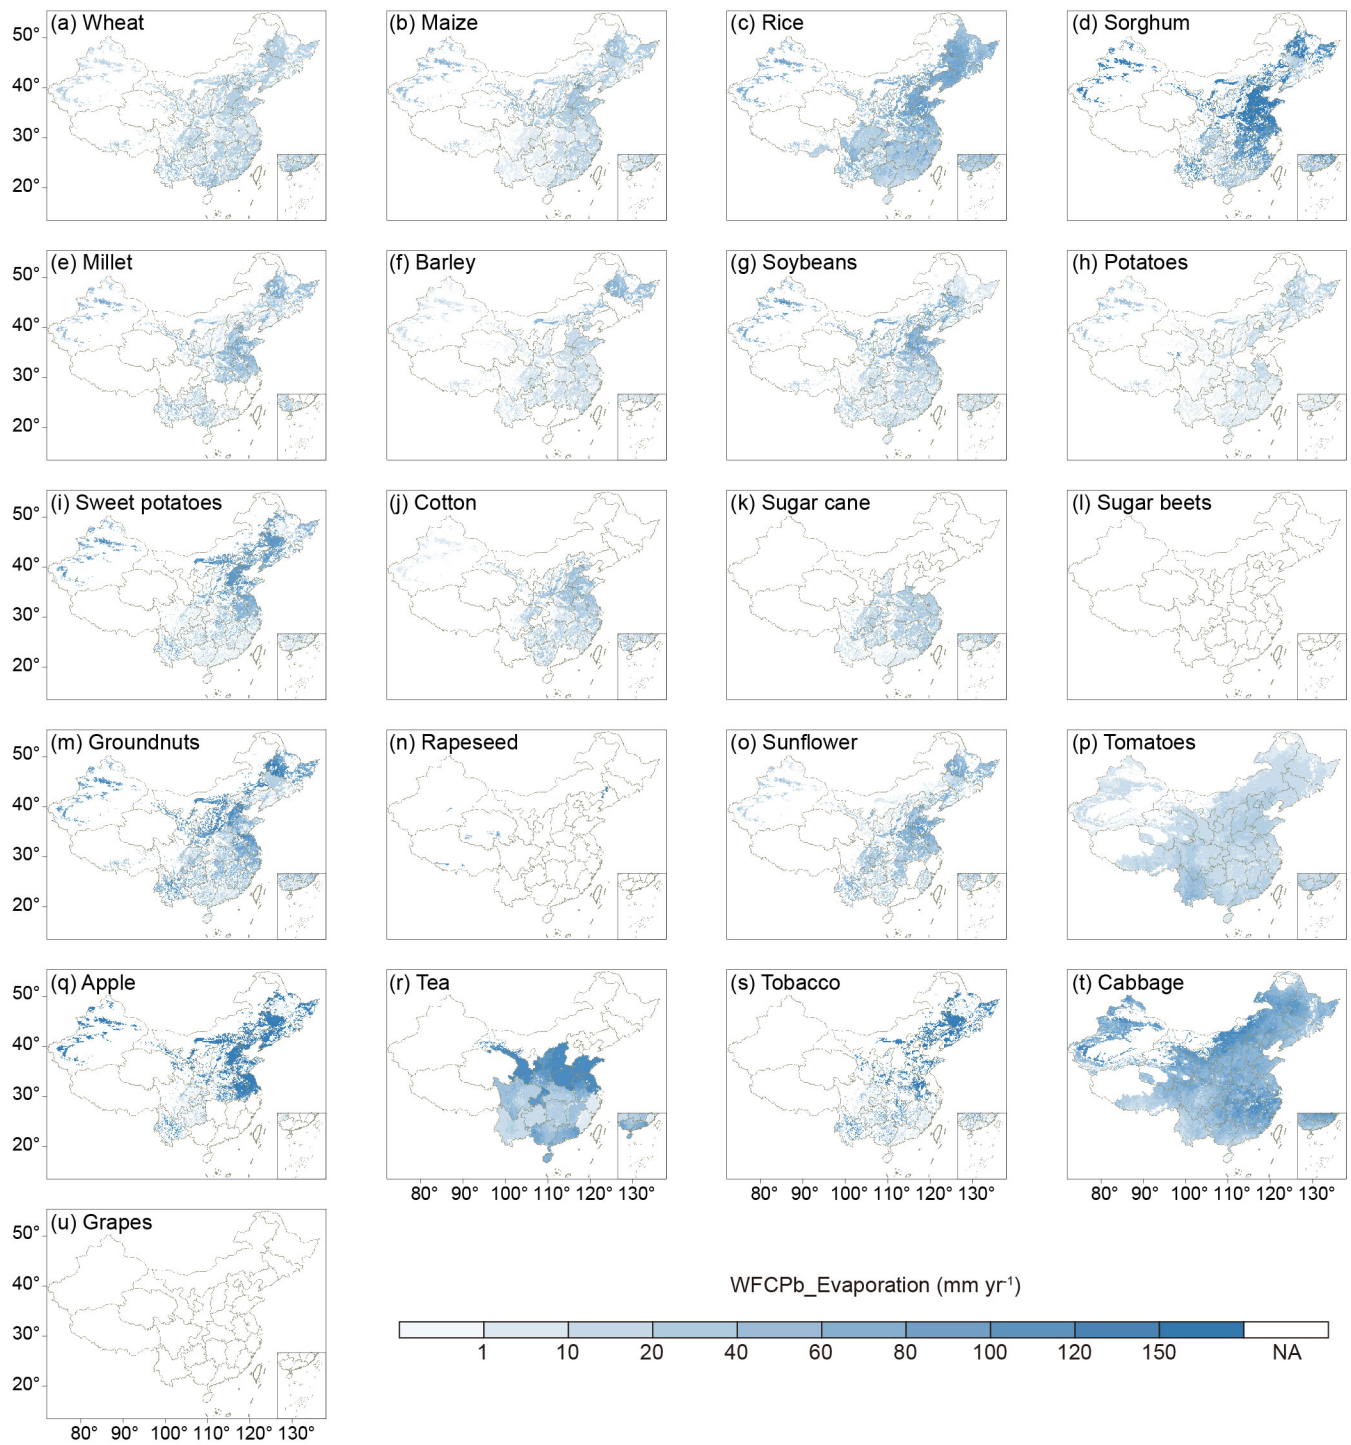 (a) Wheat (b) Maize (c) Rice (d) Sorghum
50°
40°
30°
20°
(e) Millet (f) Barley (g) Soybeans (h) Potatoes
50°
40°
30°
20°
(i) Sweet potatoes (j) Cotton (k) Sugar cane (l) Sugar beets
50°
40°
30°
20°
(m) Groundnuts (n) Rapeseed (o) Sunflower (p) Tomatoes
50°
40°
30°
20°
(q) Apple (r) Tea (s) Tobacco (t) Cabbage
50°
40°
30°
20°
80° 90° 100° 110° 120° 130° 80° 90° 100° 110° 120° 130° 80° 90° 100° 110° 120° 130°
(u) Grapes
50°
40°
30°
20°
80° 90° 100° 110° 120° 130°
WFCPb_Evaporation (mm yr⁻¹)
1 10 20 40 60 80 100 120 150 NA